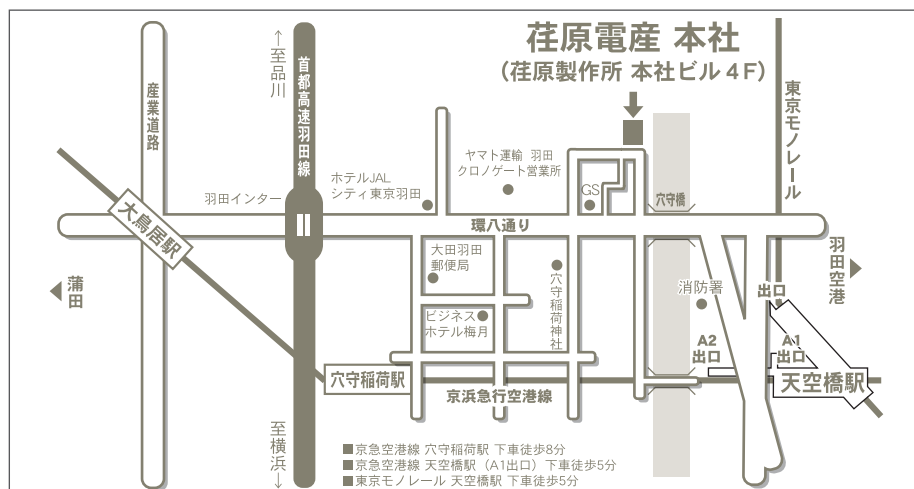 荏原電産 本社
(荏原製作所 本社ビル4F)
↑至品川
産業道路
首都高速羽田線
東京モノレール
ヤマト運輸 羽田
クロノゲート営業所
ホテルJAL
シティ東京羽田
羽田インター
GS
穴守橋
環八通り
大鳥居駅
大田羽田
郵便局
穴守稲荷神社
蒲田
羽田空港
消防署
出口
ビジネス
ホテル梅月
A2
出口
A1
出口
穴守稲荷駅
京浜急行空港線
天空橋駅
至横浜↓
■京急空港線 穴守稲荷駅 下車徒歩8分
■京急空港線 天空橋駅(A1出口)下車徒歩5分
■東京モノレール 天空橋駅 下車徒歩5分